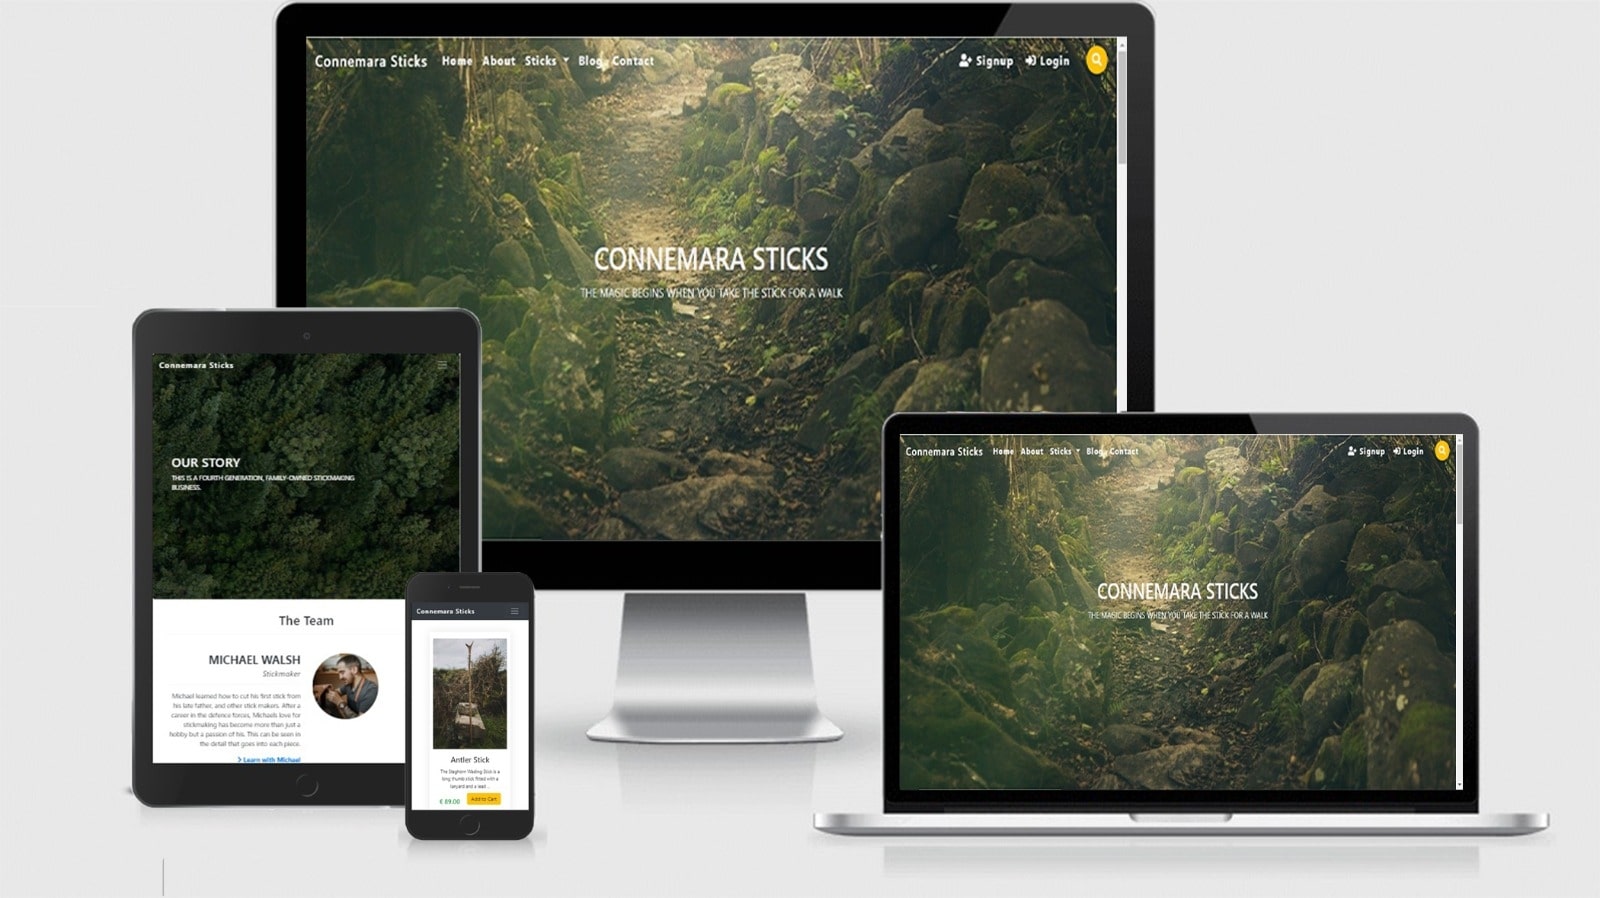 Connemara Sticks Home About Sticks Blog Contact Signup Login
CONNEMARA STICKS
THE MAGIC BEGINS WHEN YOU TAKE THE STICK FOR A WALK
Connemara Sticks
OUR STORY
THIS IS A FOURTH GENERATION, FAMILY-OWNED STICKMAKING
BUSINESS.
The Team
MICHAEL WALSH
Stickmaker
Michael learned how to cut his first stick from
his late father, and other stick makers. After a
career in the defence forces, Michaels love for
stickmaking has become more than just a
hobby but a passion of his. This can be seen in
the detail that goes into each piece.
Learn with Michael
Connemara Sticks
Antler Stick
The Staghorn Wading Stick is a
long thumb stick fitted with a
lanyard and a lead ...
€ 89.00 Add to Cart
Connemara Sticks Home About Sticks Blog Contact Signup Login
CONNEMARA STICKS
THE MAGIC BEGINS WHEN YOU TAKE THE STICK FOR A WALK